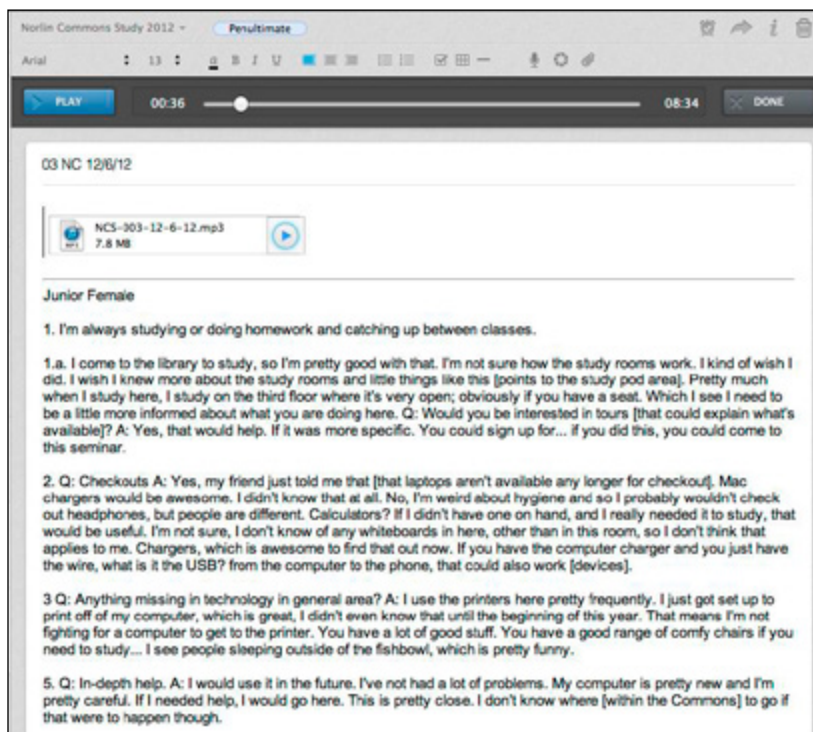 Norlin Commons Study 2012
Penultimate
Arial 13 a B I U
PLAY 00:36 08:34 DONE
03 NC 12/6/12
NCS-003-12-6-12.mp3
7.8 MB
Junior Female
1. I'm always studying or doing homework and catching up between classes.
1.a. I come to the library to study, so I'm pretty good with that. I'm not sure how the study rooms work. I kind of wish I
did. I wish I knew more about the study rooms and little things like this [points to the study pod area]. Pretty much
when I study here, I study on the third floor where it's very open; obviously if you have a seat. Which I see I need to
be a little more informed about what you are doing here. Q: Would you be interested in tours [that could explain what's
available]? A: Yes, that would help. If it was more specific. You could sign up for... if you did this, you could come to
this seminar.
2. Q: Checkouts A: Yes, my friend just told me that [that laptops aren't available any longer for checkout]. Mac
chargers would be awesome. I didn't know that at all. No, I'm weird about hygiene and so I probably wouldn't check
out headphones, but people are different. Calculators? If I didn't have one on hand, and I really needed it to study, that
would be useful. I'm not sure, I don't know of any whiteboards in here, other than in this room, so I don't think that
applies to me. Chargers, which is awesome to find that out now. If you have the computer charger and you just have
the wire, what is it the USB? from the computer to the phone, that could also work [devices].
3 Q: Anything missing in technology in general area? A: I use the printers here pretty frequently. I just got set up to
print off of my computer, which is great, I didn't even know that until the beginning of this year. That means I'm not
fighting for a computer to get to the printer. You have a lot of good stuff. You have a good range of comfy chairs if you
need to study... I see people sleeping outside of the fishbowl, which is pretty funny.
5. Q: In-depth help. A: I would use it in the future. I've not had a lot of problems. My computer is pretty new and I'm
pretty careful. If I needed help, I would go here. This is pretty close. I don't know where [within the Commons] to go if
that were to happen though.